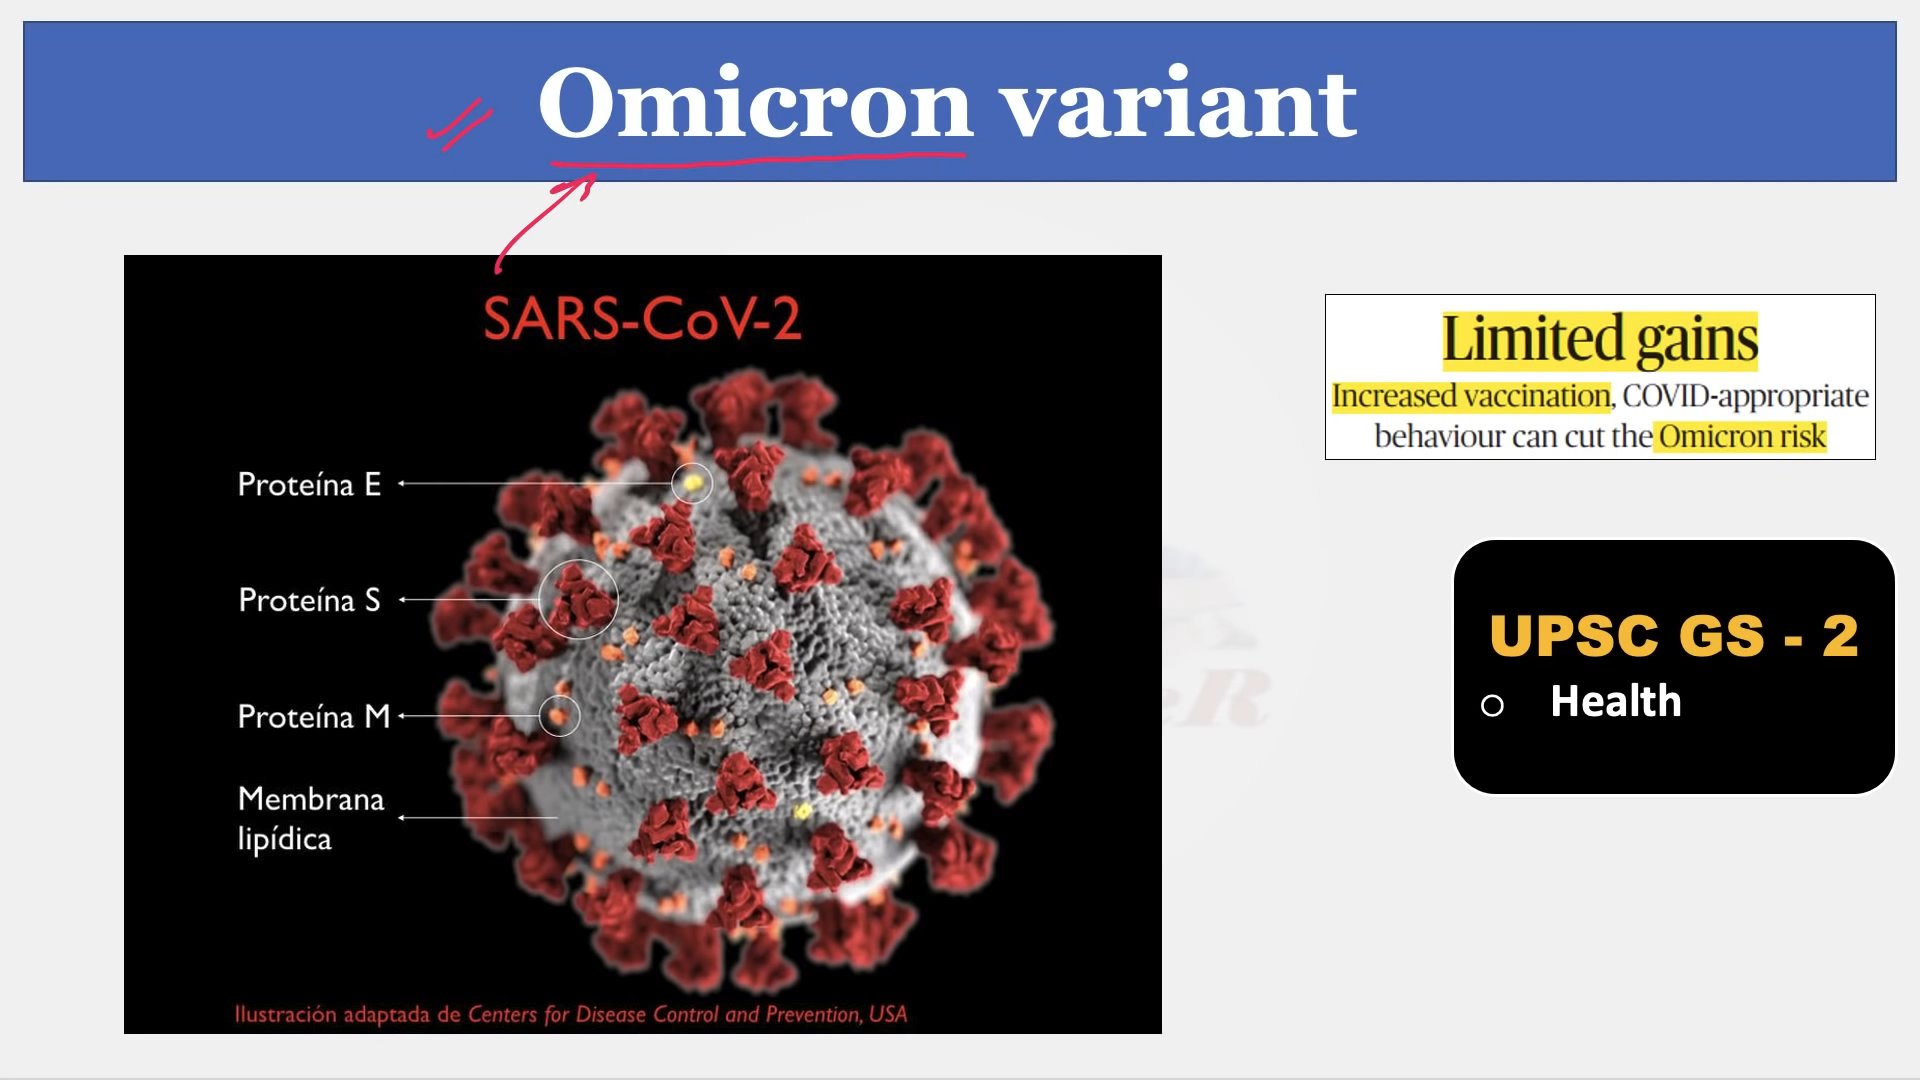 Omicron variant
SARS-CoV-2
Proteína E
Proteína S
Proteína M
Membrana
lipídica
Ilustración adaptada de Centers for Disease Control and Prevention, USA
Limited gains
Increased vaccination, COVID-appropriate
behaviour can cut the Omicron risk
UPSC GS - 2
Health